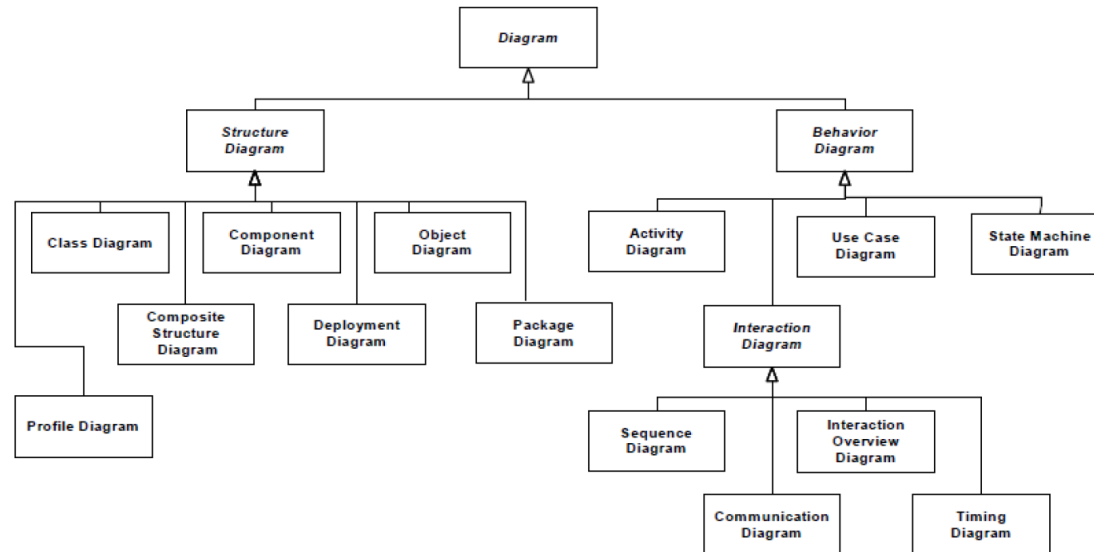 Diagram
Structure
Diagram
Behavior
Diagram
Class Diagram
Component
Diagram
Object
Diagram
Activity
Diagram
Use Case
Diagram
State Machine
Diagram
Composite
Structure
Diagram
Deployment
Diagram
Package
Diagram
Interaction
Diagram
Profile Diagram
Sequence
Diagram
Interaction
Overview
Diagram
Communication
Diagram
Timing
Diagram